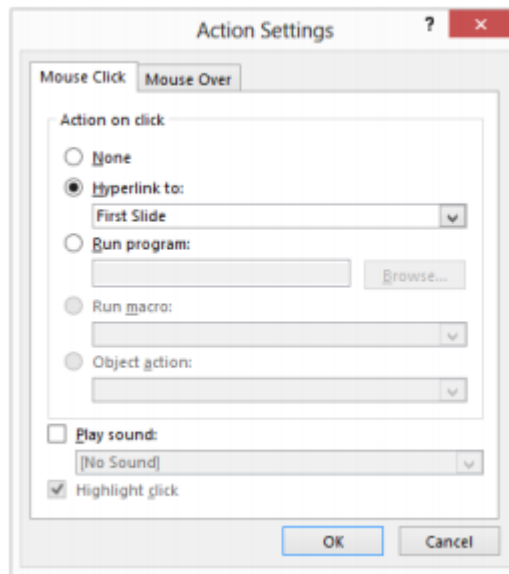 Action Settings ?
Mouse Click Mouse Over
Action on click
None
Hyperlink to:
First Slide
Run program:
Browse...
Run macro:
Object action:
Play sound:
[No Sound]
Highlight click
OK Cancel